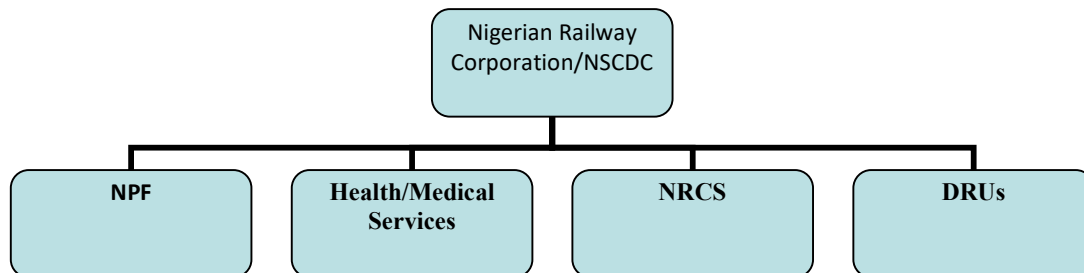 Nigerian Railway
Corporation/NSCDC
NPF
Health/Medical
Services
NRCS
DRUs